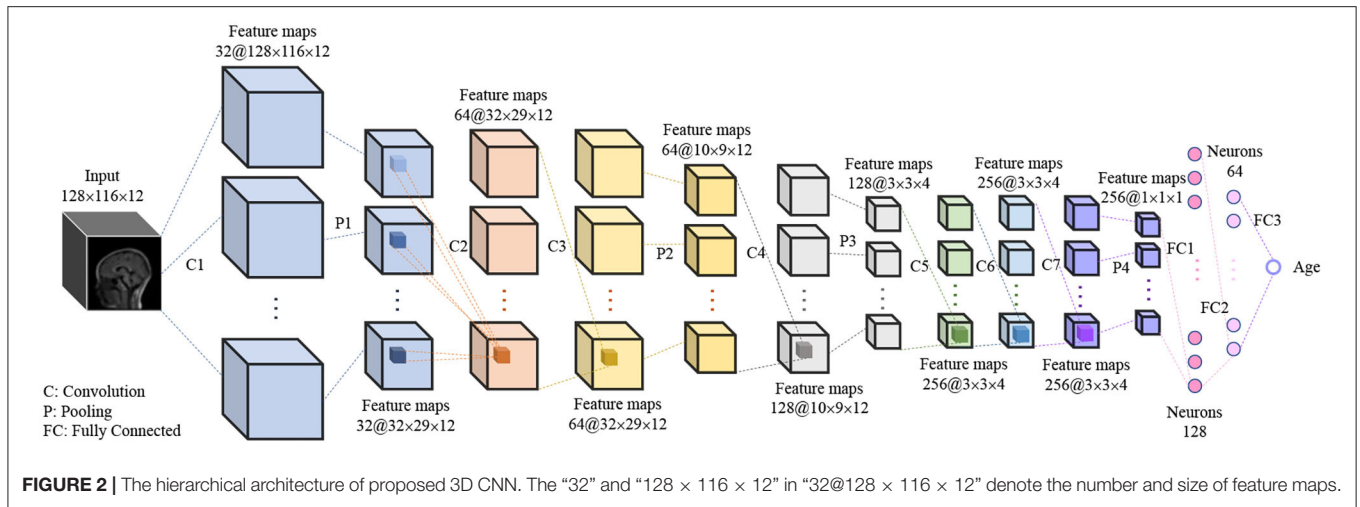 Feature maps
32@128×116×12
Feature maps
64@32×29×12
Feature maps
64@10×9×12
Feature maps
128@3×3×4
Feature maps
256@3×3×4
Feature maps
256@1×1×1
Neurons
64
Input
128×116×12
C1
P1
C2
C3
P2
C4
P3
C5
C6
C7
P4
FC1
FC2
FC3
Age
Feature maps
32@32×29×12
Feature maps
64@32×29×12
Feature maps
128@10×9×12
Feature maps
256@3×3×4
Feature maps
256@3×3×4
Neurons
128
C: Convolution
P: Pooling
FC: Fully Connected
FIGURE 2 | The hierarchical architecture of proposed 3D CNN. The “32” and “128 × 116 × 12” in “32@128 × 116 × 12” denote the number and size of feature maps.